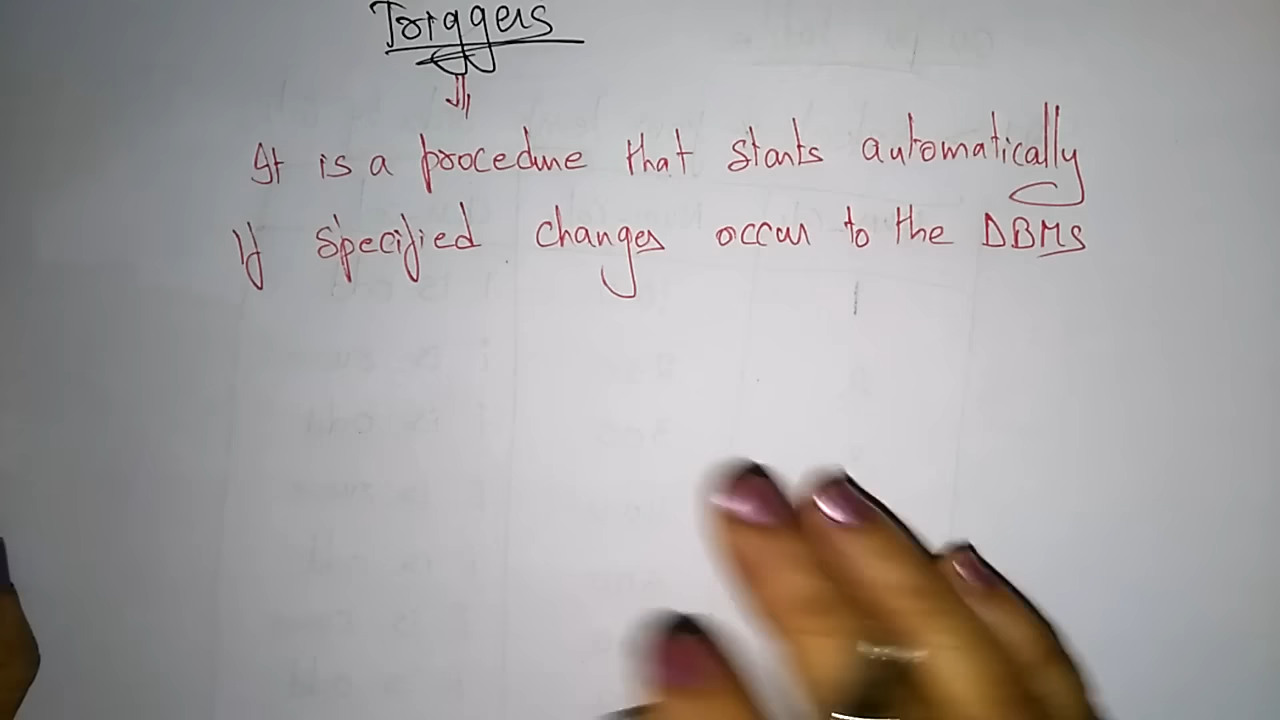 Triggers
It is a procedure that starts automatically
If specified changes occur to the DBMS